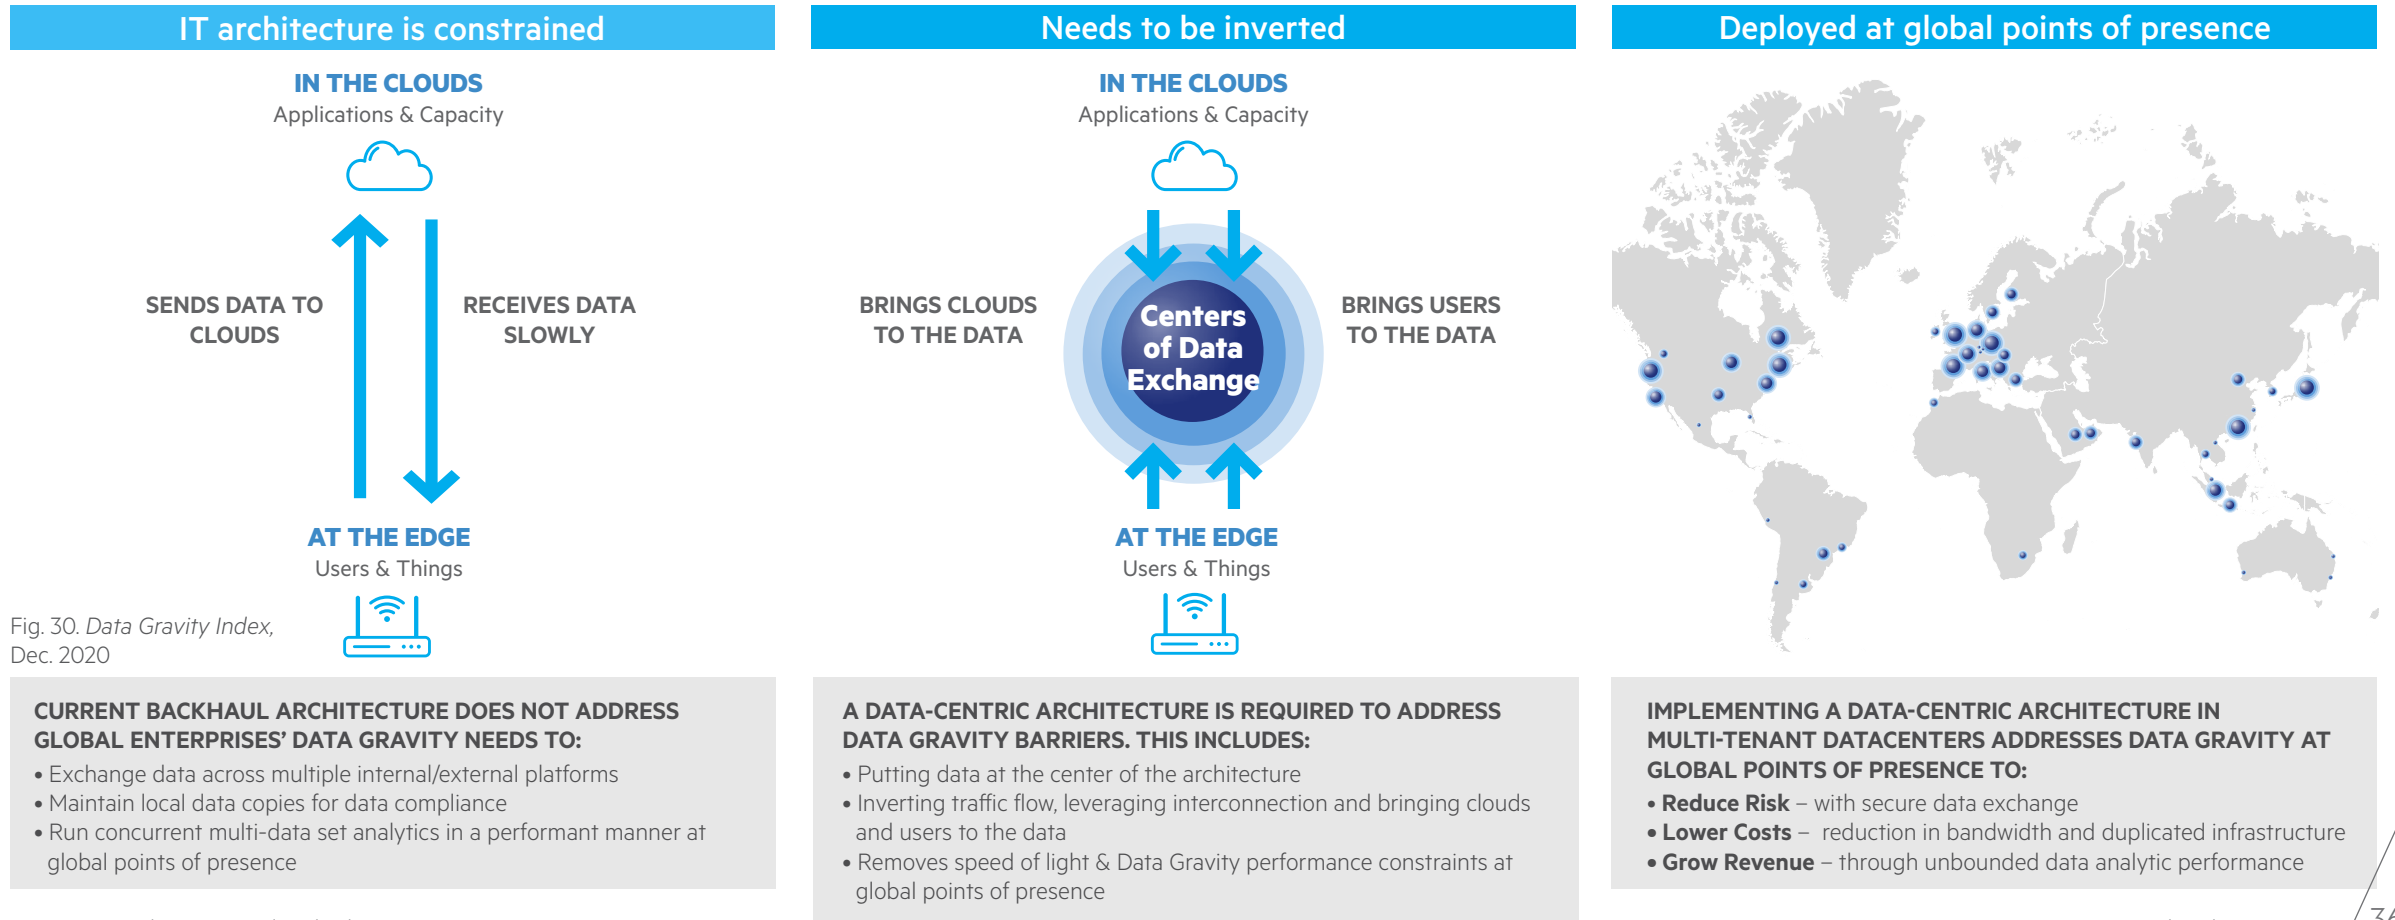 IT architecture is constrained
IN THE CLOUDS
Applications & Capacity
SENDS DATA TO
CLOUDS
RECEIVES DATA
SLOWLY
AT THE EDGE
Users & Things
Fig. 30. Data Gravity Index,
Dec. 2020
CURRENT BACKHAUL ARCHITECTURE DOES NOT ADDRESS
GLOBAL ENTERPRISES’ DATA GRAVITY NEEDS TO:
• Exchange data across multiple internal/external platforms
• Maintain local data copies for data compliance
• Run concurrent multi-data set analytics in a performant manner at
global points of presence
Needs to be inverted
IN THE CLOUDS
Applications & Capacity
BRINGS CLOUDS
TO THE DATA
Centers
of Data
Exchange
BRINGS USERS
TO THE DATA
AT THE EDGE
Users & Things
A DATA-CENTRIC ARCHITECTURE IS REQUIRED TO ADDRESS
DATA GRAVITY BARRIERS. THIS INCLUDES:
• Putting data at the center of the architecture
• Inverting traffic flow, leveraging interconnection and bringing clouds
and users to the data
• Removes speed of light & Data Gravity performance constraints at
global points of presence
Deployed at global points of presence
IMPLEMENTING A DATA-CENTRIC ARCHITECTURE IN
MULTI-TENANT DATACENTERS ADDRESSES DATA GRAVITY AT
GLOBAL POINTS OF PRESENCE TO:
• Reduce Risk – with secure data exchange
• Lower Costs – reduction in bandwidth and duplicated infrastructure
• Grow Revenue – through unbounded data analytic performance